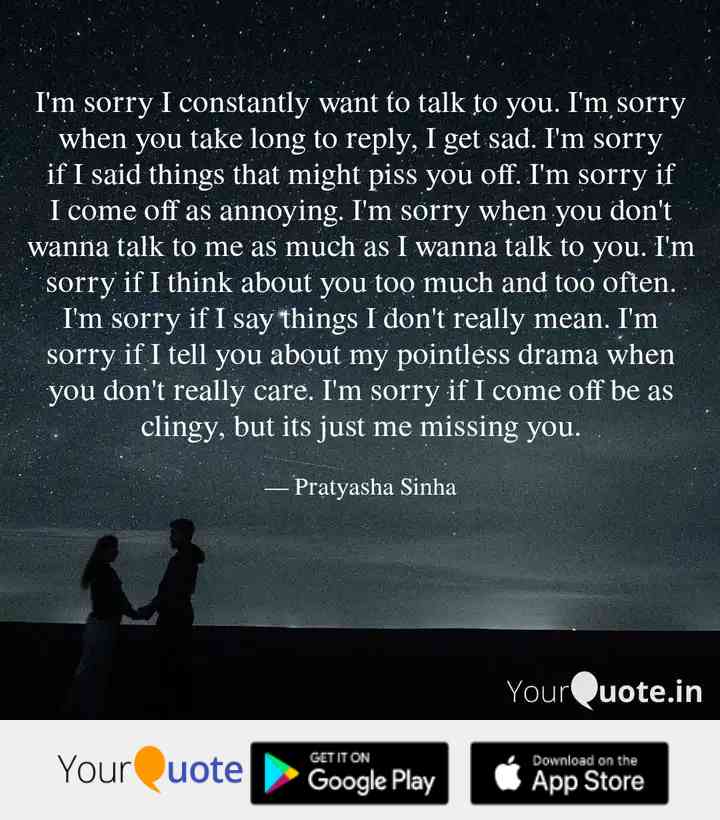 I'm sorry I constantly want to talk to you. I'm sorry
when you take long to reply, I get sad. I'm sorry
if I said things that might piss you off. I'm sorry if
I come off as annoying. I'm sorry when you don't
wanna talk to me as much as I wanna talk to you. I'm
sorry if I think about you too much and too often.
I'm sorry if I say things I don't really mean. I'm
sorry if I tell you about my pointless drama when
you don't really care. I'm sorry if I come off be as
clingy, but its just me missing you.
— Pratyasha Sinha
YourQuote.in
YourQuote
GET IT ON
Google Play
Download on the
App Store